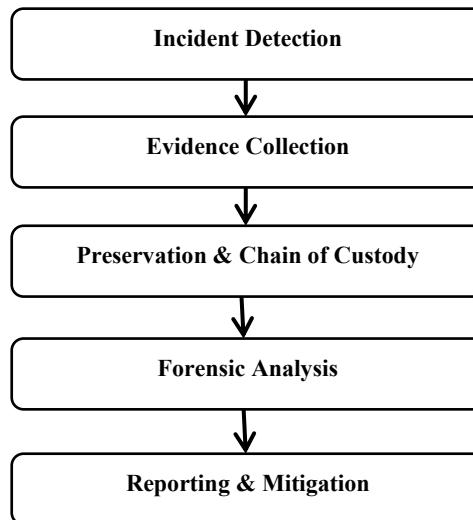 Incident Detection
Evidence Collection
Preservation & Chain of Custody
Forensic Analysis
Reporting & Mitigation